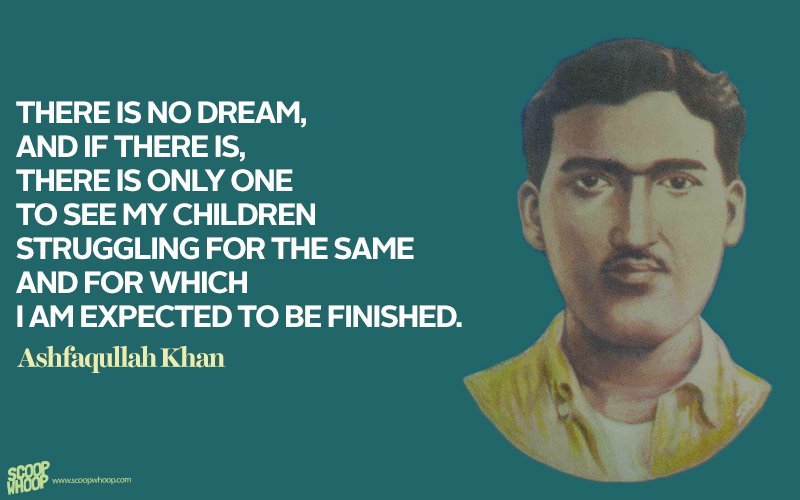 THERE IS NO DREAM,
AND IF THERE IS,
THERE IS ONLY ONE
TO SEE MY CHILDREN
STRUGGLING FOR THE SAME
AND FOR WHICH
I AM EXPECTED TO BE FINISHED.
Ashfaqullah Khan
SCOOP
WHOOP
www.scoopwhoop.com